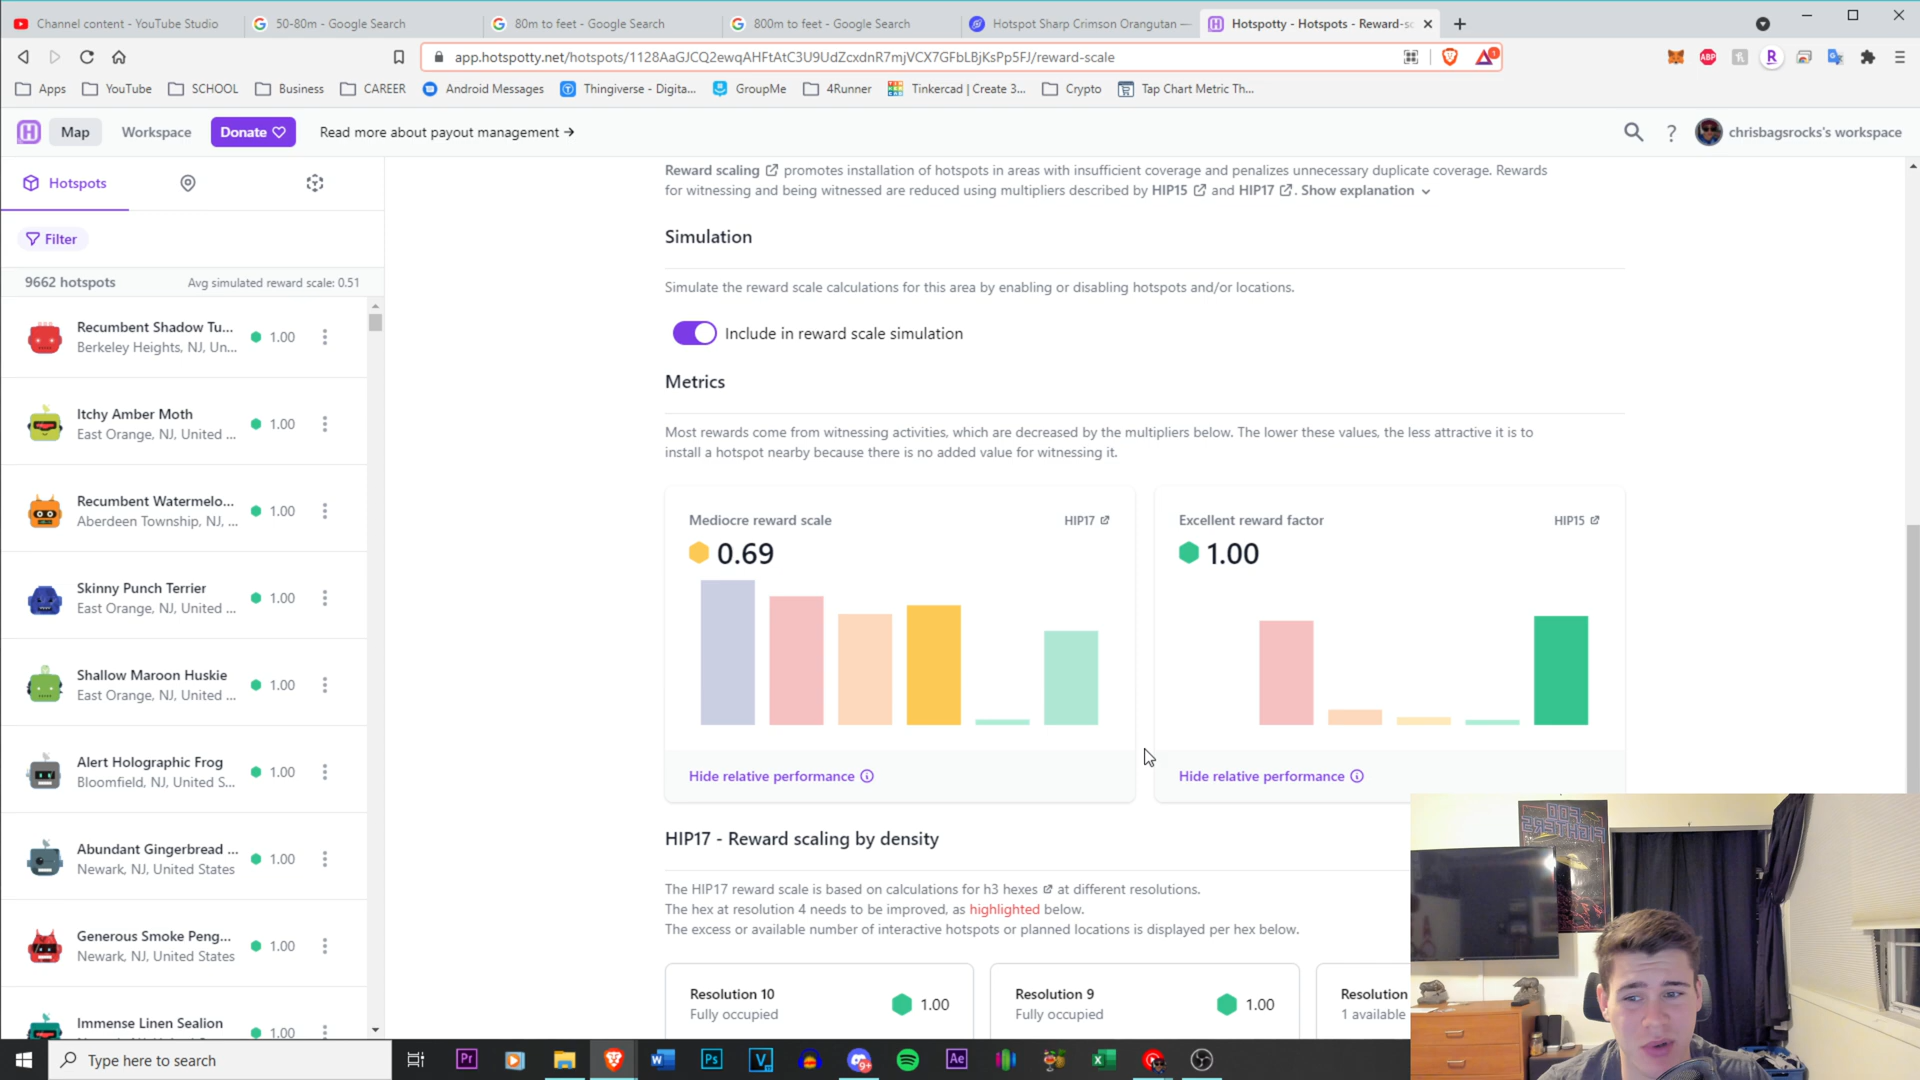 Channel content - YouTube Studio
50-80m - Google Search
80m to feet - Google Search
800m to feet - Google Search
Hotspot Sharp Crimson Orangutan —
Hotspotty - Hotspots - Reward-sc
app.hotspotty.net/hotspots/1128AaGJCQ2ewqAHFtAtC3U9UdZcxdnR7mjVCX7GFbLBjKsPp5FJ/reward-scale
Apps
YouTube
SCHOOL
Business
CAREER
Android Messages
Thingiverse - Digita...
GroupMe
4Runner
Tinkercad | Create 3...
Crypto
Tap Chart Metric Th...
Map
Workspace
Donate
Read more about payout management →
?
chrisbagsrocks's workspace
Hotspots
Filter
9662 hotspots
Avg simulated reward scale: 0.51
Recumbent Shadow Tu...
Berkeley Heights, NJ, Un...
1.00
Itchy Amber Moth
East Orange, NJ, United ...
1.00
Recumbent Watermelo...
Aberdeen Township, NJ, ...
1.00
Skinny Punch Terrier
East Orange, NJ, United ...
1.00
Shallow Maroon Huskie
East Orange, NJ, United ...
1.00
Alert Holographic Frog
Bloomfield, NJ, United S...
1.00
Abundant Gingerbread ...
Newark, NJ, United States
1.00
Generous Smoke Peng...
Newark, NJ, United States
1.00
Immense Linen Sealion
1.00
Reward scaling promotes installation of hotspots in areas with insufficient coverage and penalizes unnecessary duplicate coverage. Rewards
for witnessing and being witnessed are reduced using multipliers described by HIP15 and HIP17. Show explanation
Simulation
Simulate the reward scale calculations for this area by enabling or disabling hotspots and/or locations.
Include in reward scale simulation
Metrics
Most rewards come from witnessing activities, which are decreased by the multipliers below. The lower these values, the less attractive it is to
install a hotspot nearby because there is no added value for witnessing it.
Mediocre reward scale
HIP17
0.69
Hide relative performance
Excellent reward factor
HIP15
1.00
Hide relative performance
HIP17 - Reward scaling by density
The HIP17 reward scale is based on calculations for h3 hexes at different resolutions.
The hex at resolution 4 needs to be improved, as highlighted below.
The excess or available number of interactive hotspots or planned locations is displayed per hex below.
Resolution 10
Fully occupied
1.00
Resolution 9
Fully occupied
1.00
Resolution
1 available
FOO
FIGHTERS
Type here to search
Pr
W
Ps
V
9+
Ae
X